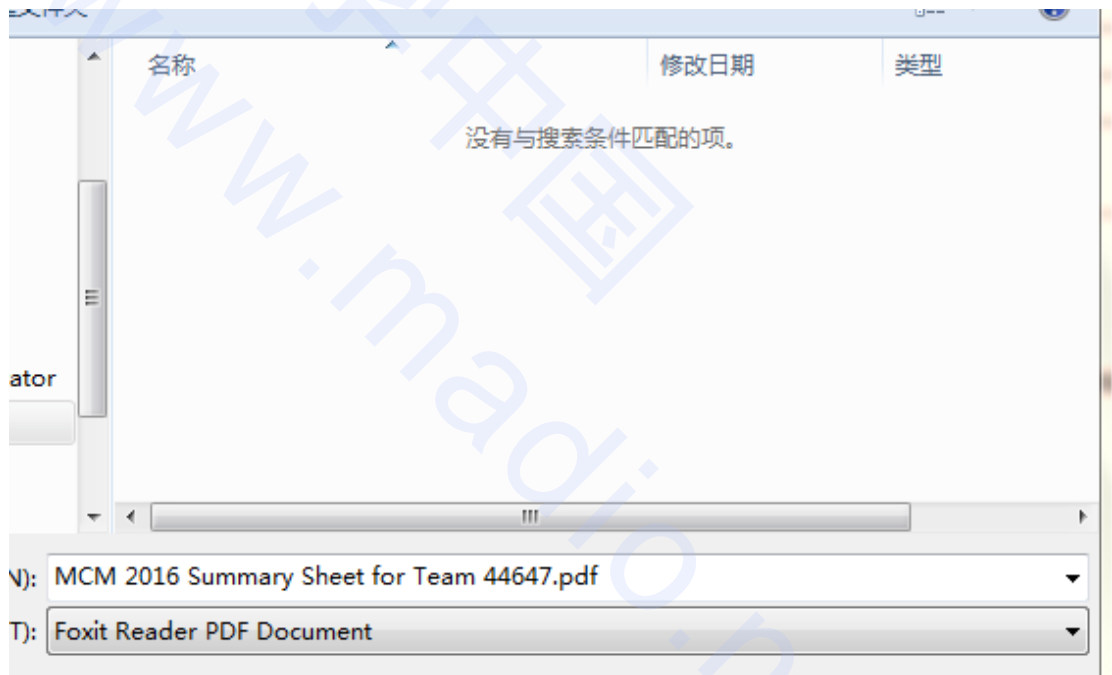 名称 修改日期 类型
没有与搜索条件匹配的项。
ator
N): MCM 2016 Summary Sheet for Team 44647.pdf
T): Foxit Reader PDF Document
中国
www.madio.n